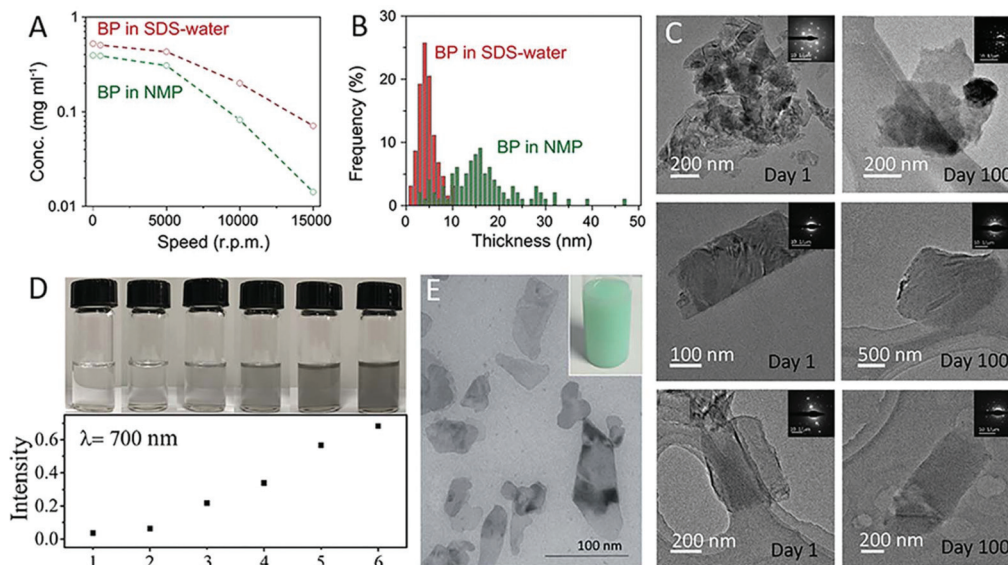 A
BP in SDS-water
BP in NMP
Conc. (mg ml⁻¹)
1
0.1
0.01
0
5000
10000
15000
Speed (r.p.m.)
B
BP in SDS-water
BP in NMP
Frequency (%)
30
20
10
0
0
10
20
30
40
50
Thickness (nm)
C
200 nm
Day 1
200 nm
Day 100
100 nm
Day 1
500 nm
Day 100
200 nm
Day 1
200 nm
Day 100
D
λ= 700 nm
Intensity
0.6
0.4
0.2
0.0
1
2
3
4
5
6
E
100 nm